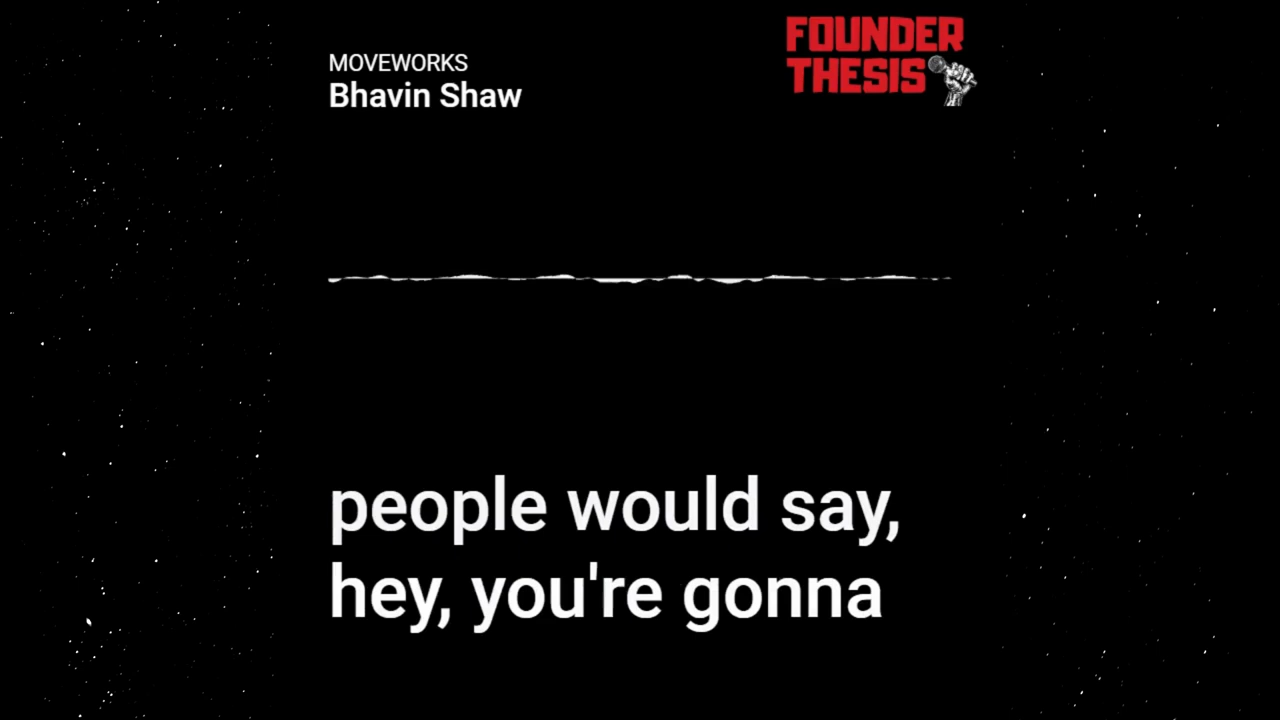 FOUNDER
THESIS
MOVEWORKS
Bhavin Shaw
people would say,
hey, you're gonna